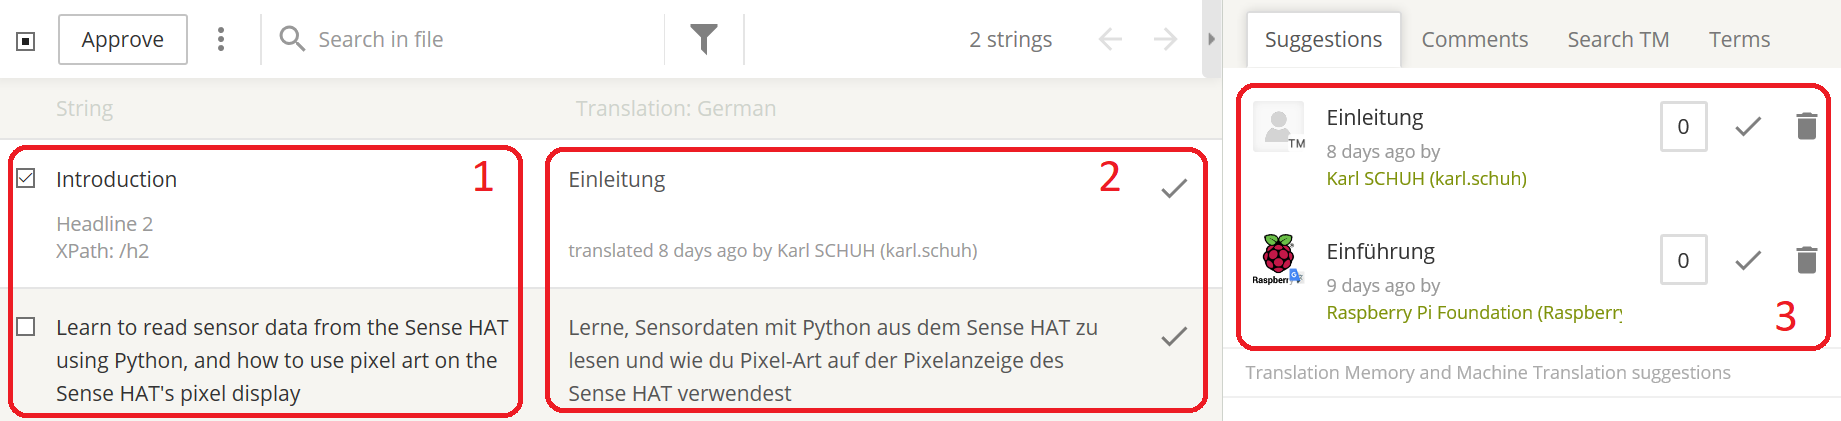 Approve
Search in file
2 strings
Suggestions
Comments
Search TM
Terms
String
Translation: German
1
Introduction
Headline 2
XPath: /h2
2
Einleitung
translated 8 days ago by Karl SCHUH (karl.schuh)
Learn to read sensor data from the Sense HAT
using Python, and how to use pixel art on the
Sense HAT's pixel display
Lerne, Sensordaten mit Python aus dem Sense HAT zu
lesen und wie du Pixel-Art auf der Pixelanzeige des
Sense HAT verwendest
TM
Einleitung
0
8 days ago by
Karl SCHUH (karl.schuh)
Einführung
0
9 days ago by
Raspberry Pi Foundation (Raspberry
3
Translation Memory and Machine Translation suggestions